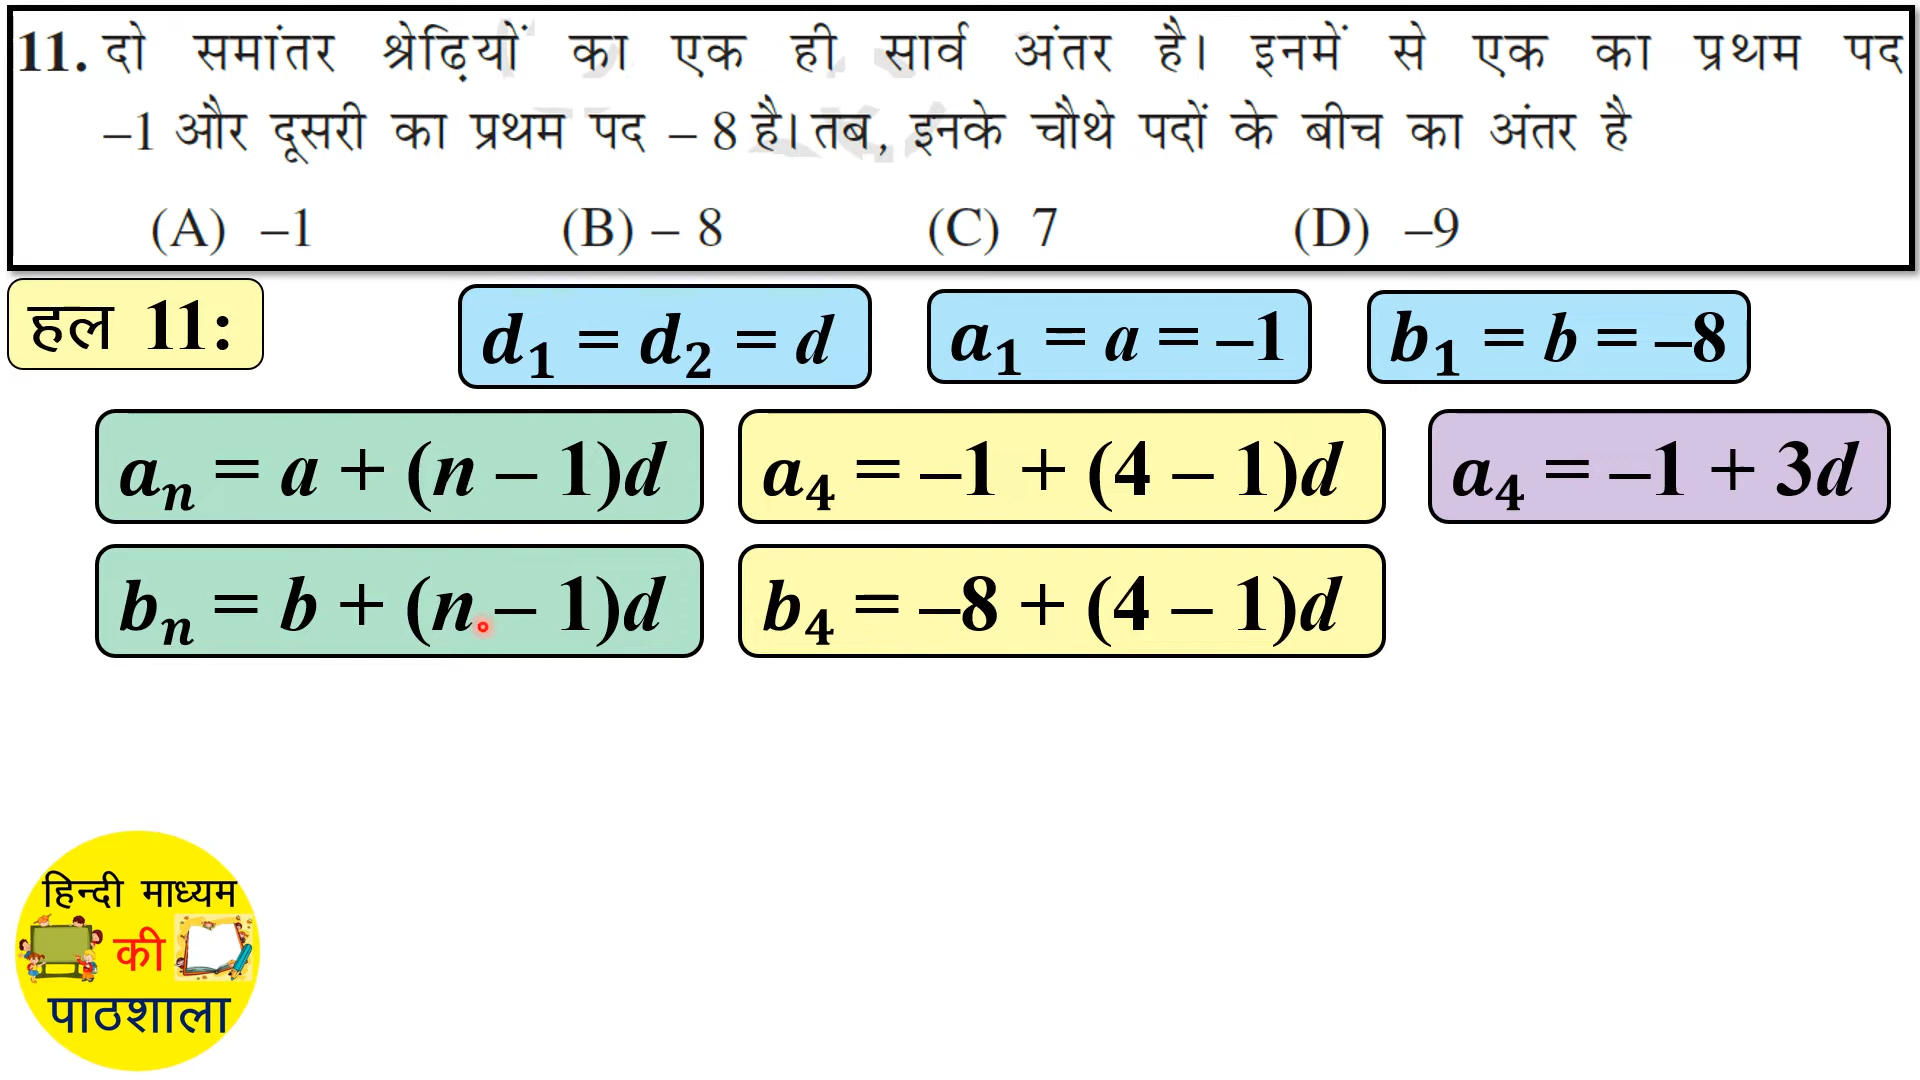 11. दो समांतर श्रेढ़ियों का एक ही सार्व अंतर है। इनमें से एक का प्रथम पद
–1 और दूसरी का प्रथम पद – 8 है। तब, इनके चौथे पदों के बीच का अंतर है
(A) –1 (B) – 8 (C) 7 (D) –9
हल 11:
d₁ = d₂ = d
a₁ = a = –1
b₁ = b = –8
aₙ = a + (n – 1)d
a₄ = –1 + (4 – 1)d
a₄ = –1 + 3d
bₙ = b + (n – 1)d
b₄ = –8 + (4 – 1)d
हिन्दी माध्यम
की
पाठशाला